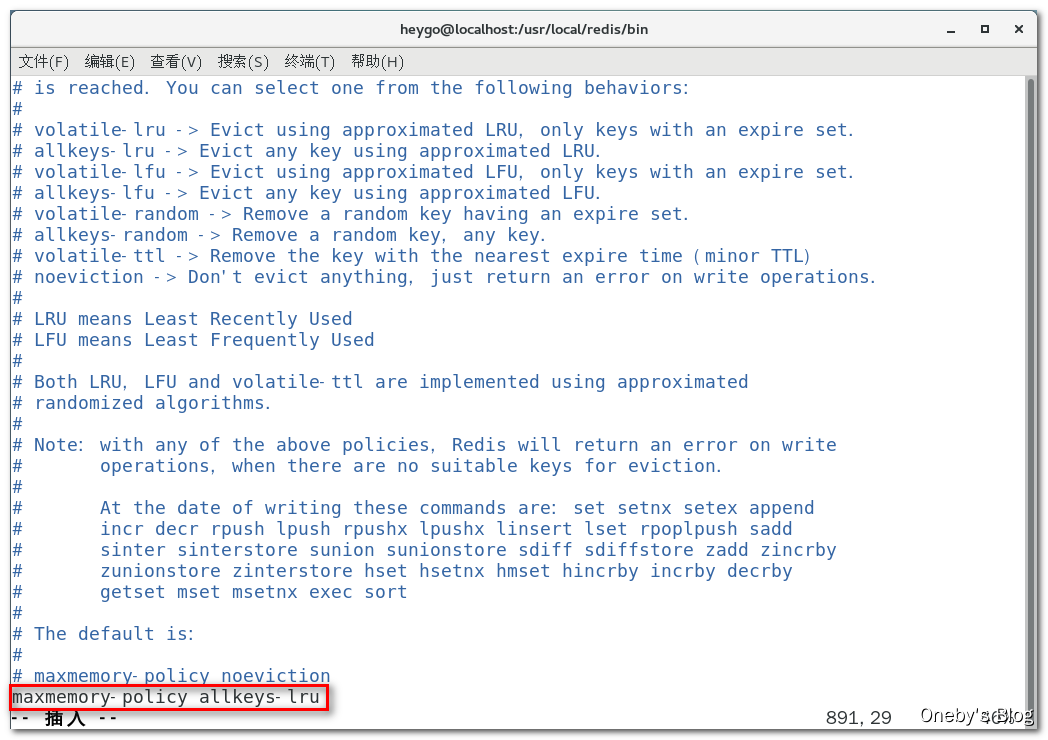 heygo@localhost:/usr/local/redis/bin
文件(F) 编辑(E) 查看(V) 搜索(S) 终端(T) 帮助(H)
# is reached. You can select one from the following behaviors:
#
# volatile-lru -> Evict using approximated LRU, only keys with an expire set.
# allkeys-lru -> Evict any key using approximated LRU.
# volatile-lfu -> Evict using approximated LFU, only keys with an expire set.
# allkeys-lfu -> Evict any key using approximated LFU.
# volatile-random -> Remove a random key having an expire set.
# allkeys-random -> Remove a random key, any key.
# volatile-ttl -> Remove the key with the nearest expire time (minor TTL)
# noeviction -> Don't evict anything, just return an error on write operations.
#
# LRU means Least Recently Used
# LFU means Least Frequently Used
#
# Both LRU, LFU and volatile-ttl are implemented using approximated
# randomized algorithms.
#
# Note: with any of the above policies, Redis will return an error on write
#       operations, when there are no suitable keys for eviction.
#
#       At the date of writing these commands are: set setnx setex append
#       incr decr rpush lpush rpushx lpushx linsert lset rpoplpush sadd
#       sinter sinterstore sunion sunionstore sdiff sdiffstore zadd zincrby
#       zunionstore zinterstore hset hsetnx hmset hincrby incrby decrby
#       getset mset msetnx exec sort
#
# The default is:
#
# maxmemory-policy noeviction
maxmemory-policy allkeys-lru
-- 插入 -- 891,29
Oneby's Blog